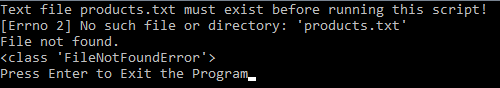 Text file products.txt must exist before running this script!
[Errno 2] No such file or directory: 'products.txt'
File not found.
<class 'FileNotFoundError'>
Press Enter to Exit the Program